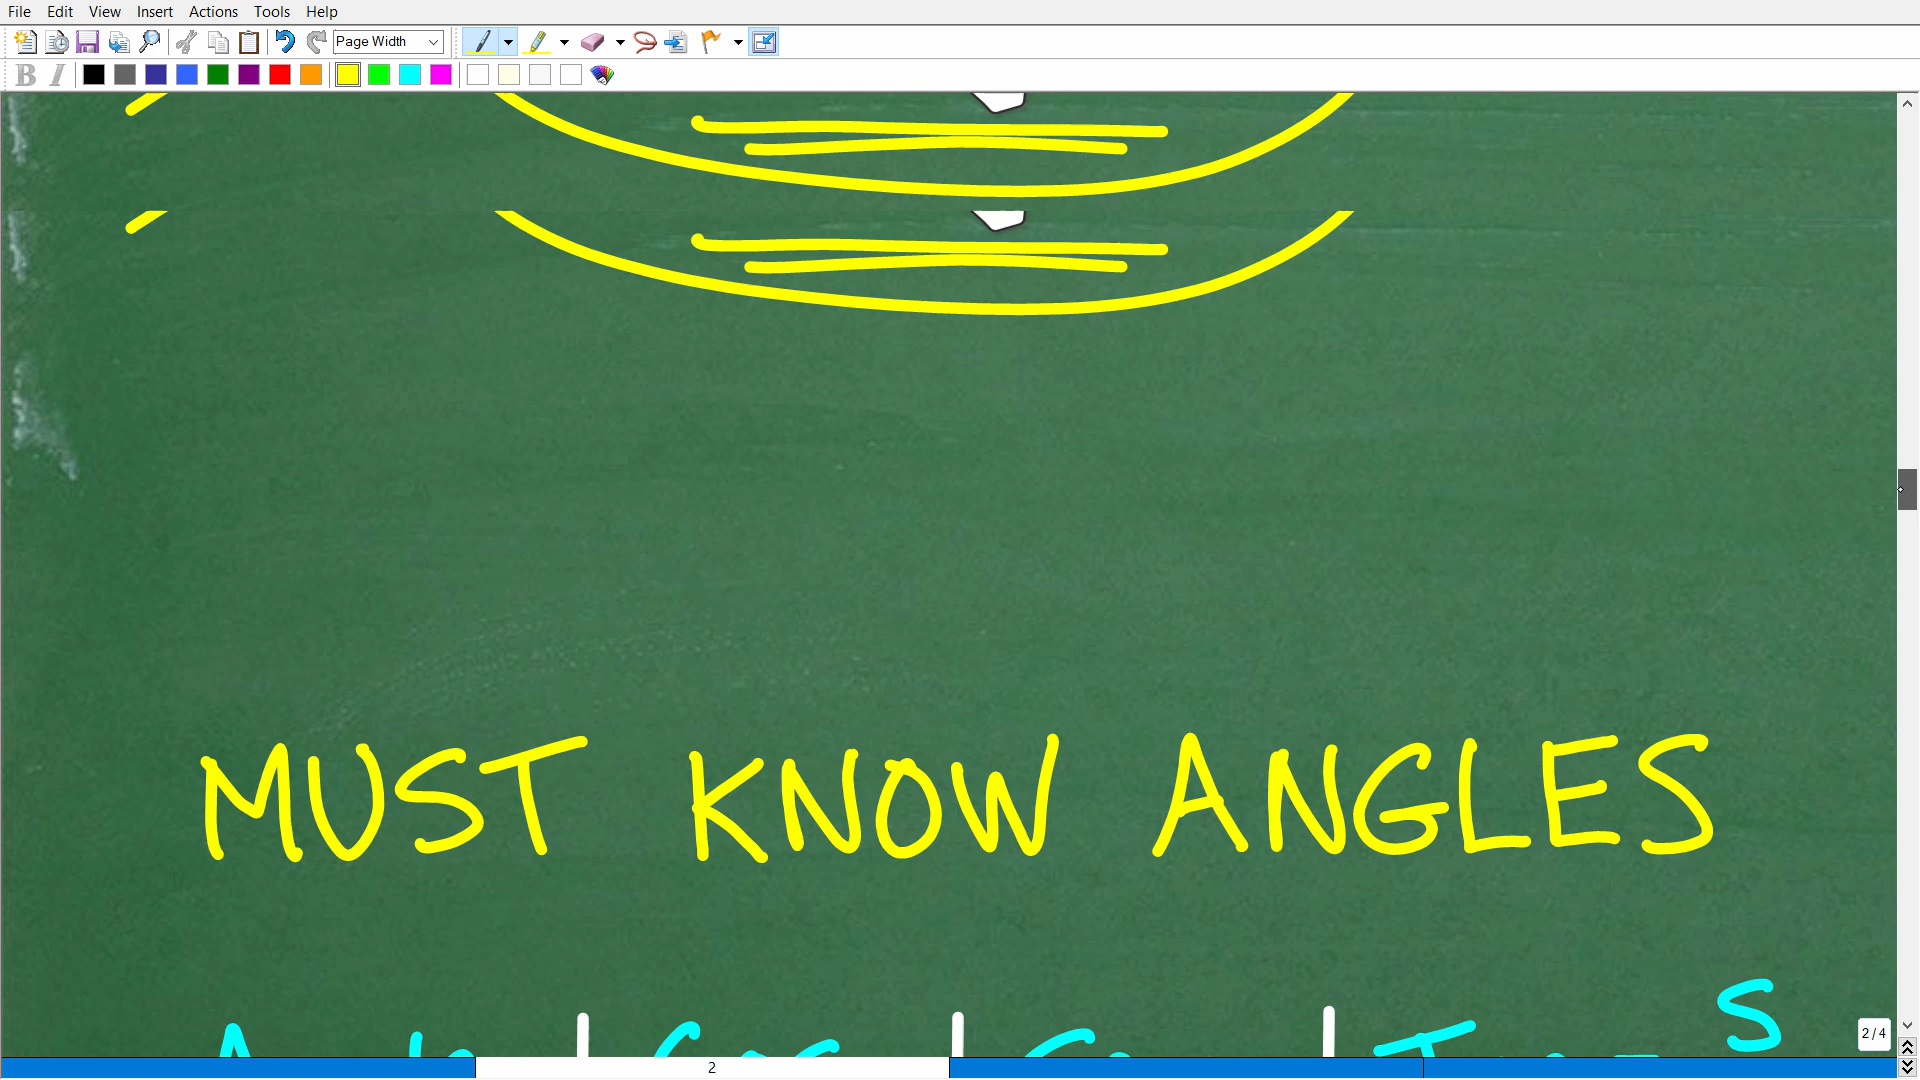 File Edit View Insert Actions Tools Help
Page Width
B I
MUST KNOW ANGLES
S
2 / 4
2